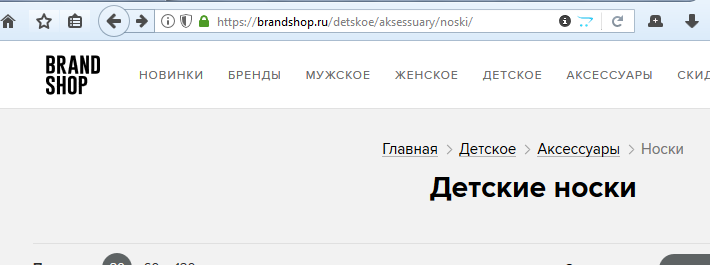 https://brandshop.ru/detskoe/aksessuary/noski/
BRAND
SHOP
НОВИНКИ БРЕНДЫ МУЖСКОЕ ЖЕНСКОЕ ДЕТСКОЕ АКСЕССУАРЫ СКИД
Главная > Детское > Аксессуары > Носки
Детские носки